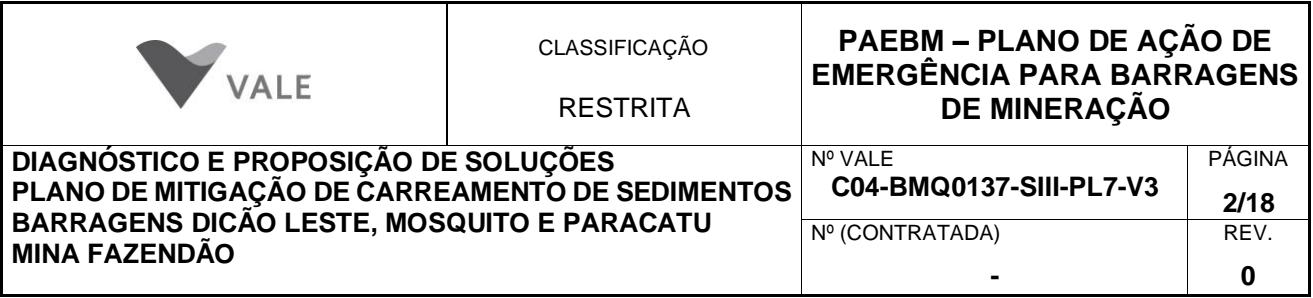 VALE
CLASSIFICAÇÃO
RESTRITA
PAEBM – PLANO DE AÇÃO DE
EMERGÊNCIA PARA BARRAGENS
DE MINERAÇÃO
DIAGNÓSTICO E PROPOSIÇÃO DE SOLUÇÕES
PLANO DE MITIGAÇÃO DE CARREAMENTO DE SEDIMENTOS
BARRAGENS DICÃO LESTE, MOSQUITO E PARACATU
MINA FAZENDÃO
Nº VALE
C04-BMQ0137-SIII-PL7-V3
PÁGINA
2/18
Nº (CONTRATADA)
-
REV.
0